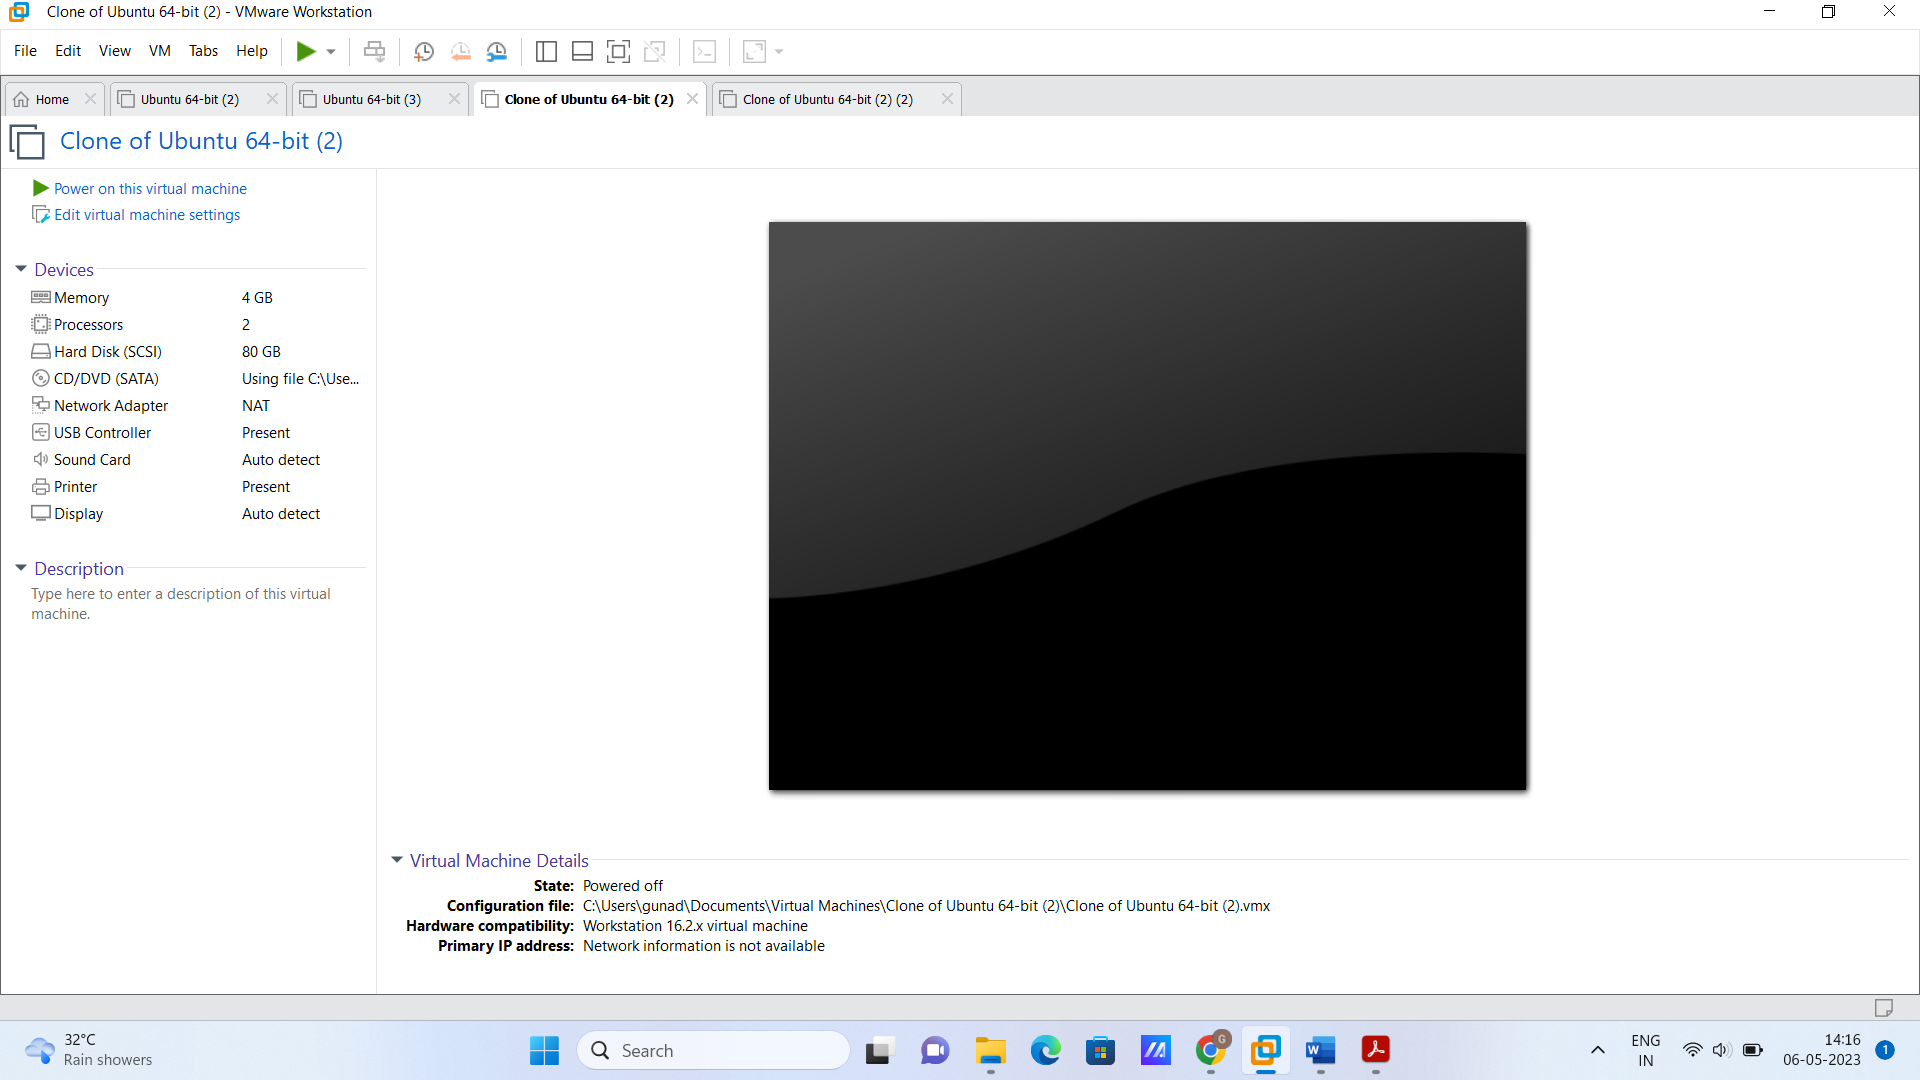 Clone of Ubuntu 64-bit (2) - VMware Workstation
File Edit View VM Tabs Help
Home Ubuntu 64-bit (2) Ubuntu 64-bit (3) Clone of Ubuntu 64-bit (2) Clone of Ubuntu 64-bit (2) (2)
Clone of Ubuntu 64-bit (2)
Power on this virtual machine
Edit virtual machine settings
Devices
Memory 4 GB
Processors 2
Hard Disk (SCSI) 80 GB
CD/DVD (SATA) Using file C:\Use...
Network Adapter NAT
USB Controller Present
Sound Card Auto detect
Printer Present
Display Auto detect
Description
Type here to enter a description of this virtual
machine.
Virtual Machine Details
State: Powered off
Configuration file: C:\Users\gunad\Documents\Virtual Machines\Clone of Ubuntu 64-bit (2)\Clone of Ubuntu 64-bit (2).vmx
Hardware compatibility: Workstation 16.2.x virtual machine
Primary IP address: Network information is not available
32°C
Rain showers
Search
G
W
ENG
IN
14:16
06-05-2023
1